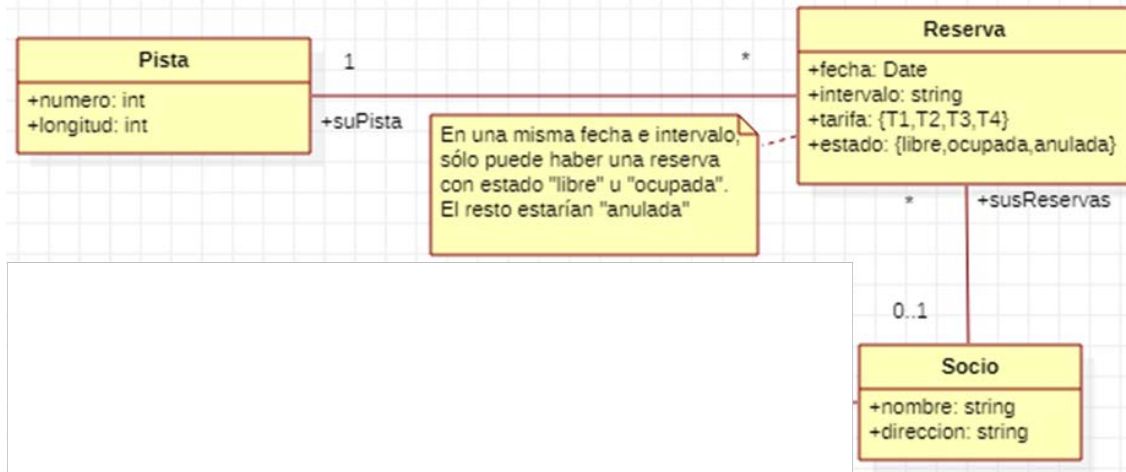 Pista
+numero: int
+longitud: int
1
*
+suPista
En una misma fecha e intervalo,
sólo puede haber una reserva
con estado "libre" u "ocupada".
El resto estarían "anulada"
Reserva
+fecha: Date
+intervalo: string
+tarifa: {T1,T2,T3,T4}
+estado: {libre,ocupada,anulada}
*
+susReservas
0..1
Socio
+nombre: string
+direccion: string